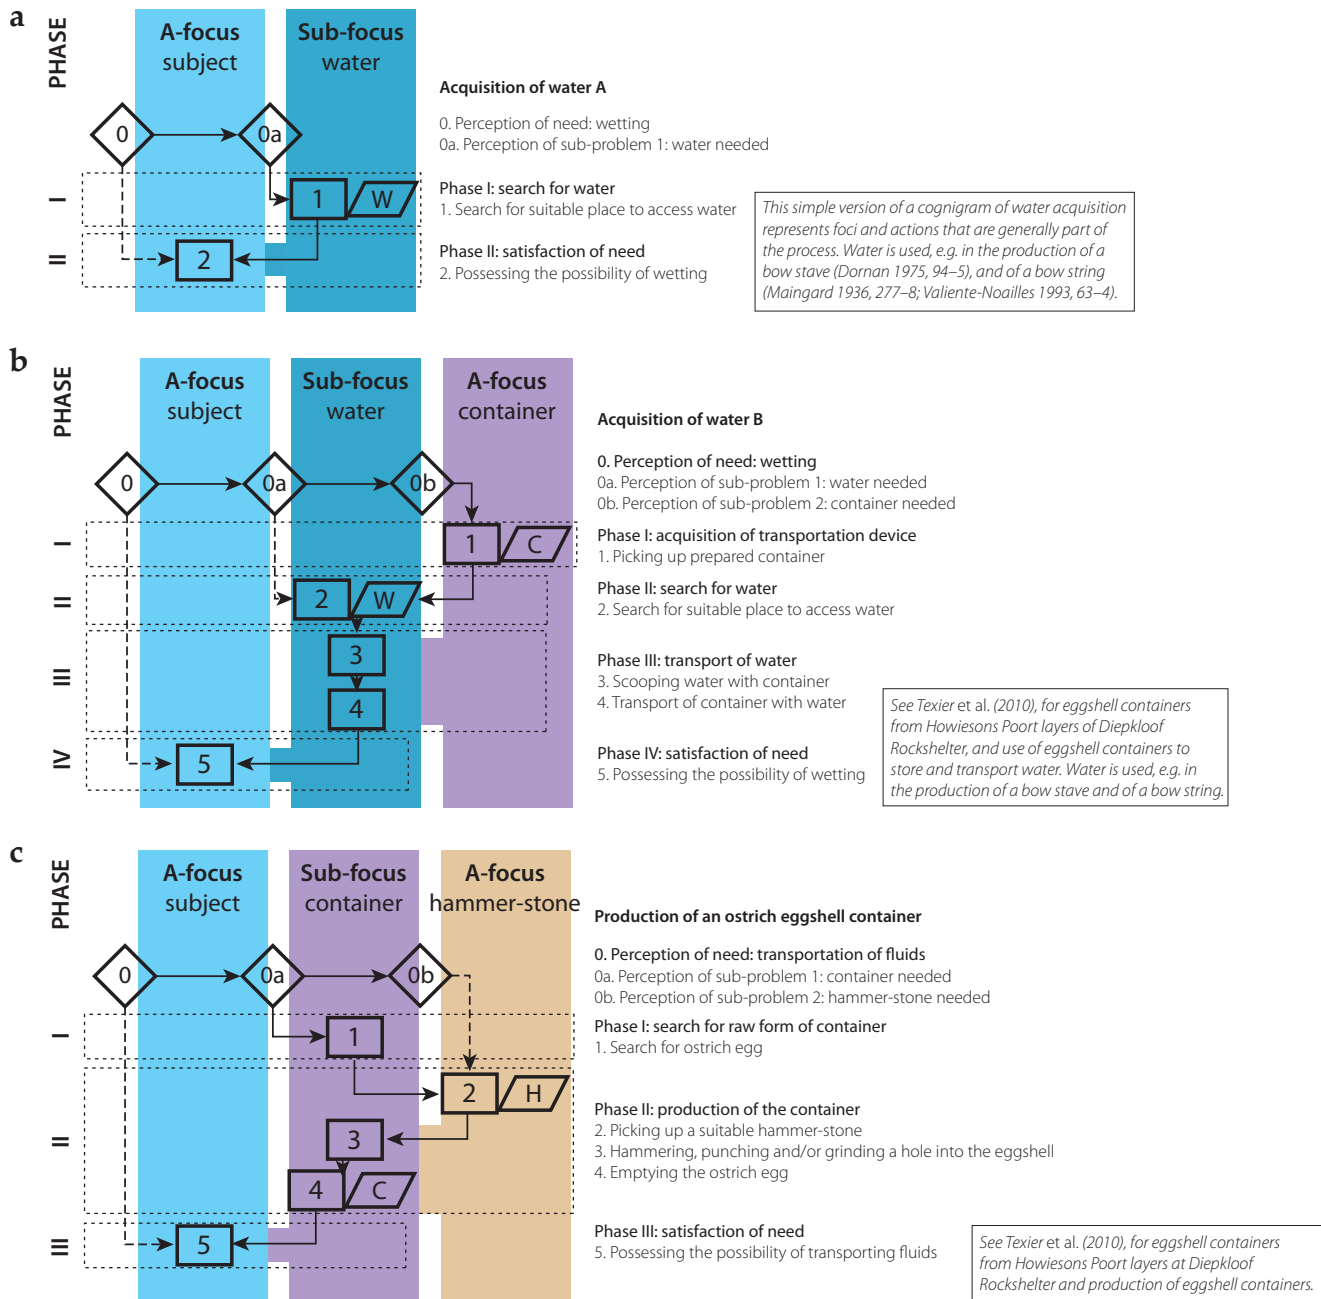 a
PHASE
A-focus
subject
Sub-focus
water
0
0a
I
1
W
II
2
Acquisition of water A
0. Perception of need: wetting
0a. Perception of sub-problem 1: water needed
Phase I: search for water
1. Search for suitable place to access water
Phase II: satisfaction of need
2. Possessing the possibility of wetting
This simple version of a cognigram of water acquisition
represents foci and actions that are generally part of
the process. Water is used, e.g. in the production of a
bow stave (Dornan 1975, 94–5), and of a bow string
(Maingard 1936, 277–8; Valiente-Noailles 1993, 63–4).
b
PHASE
A-focus
subject
Sub-focus
water
A-focus
container
0
0a
0b
I
1
C
II
2
W
III
3
4
IV
5
Acquisition of water B
0. Perception of need: wetting
0a. Perception of sub-problem 1: water needed
0b. Perception of sub-problem 2: container needed
Phase I: acquisition of transportation device
1. Picking up prepared container
Phase II: search for water
2. Search for suitable place to access water
Phase III: transport of water
3. Scooping water with container
4. Transport of container with water
Phase IV: satisfaction of need
5. Possessing the possibility of wetting
See Texier et al. (2010), for eggshell containers
from Howiesons Poort layers of Diepkloof
Rockshelter, and use of eggshell containers to
store and transport water. Water is used, e.g. in
the production of a bow stave and of a bow string.
c
PHASE
A-focus
subject
Sub-focus
container
A-focus
hammer-stone
0
0a
0b
I
1
II
2
H
3
4
C
III
5
Production of an ostrich eggshell container
0. Perception of need: transportation of fluids
0a. Perception of sub-problem 1: container needed
0b. Perception of sub-problem 2: hammer-stone needed
Phase I: search for raw form of container
1. Search for ostrich egg
Phase II: production of the container
2. Picking up a suitable hammer-stone
3. Hammering, punching and/or grinding a hole into the eggshell
4. Emptying the ostrich egg
Phase III: satisfaction of need
5. Possessing the possibility of transporting fluids
See Texier et al. (2010), for eggshell containers
from Howiesons Poort layers at Diepkloof
Rockshelter and production of eggshell containers.